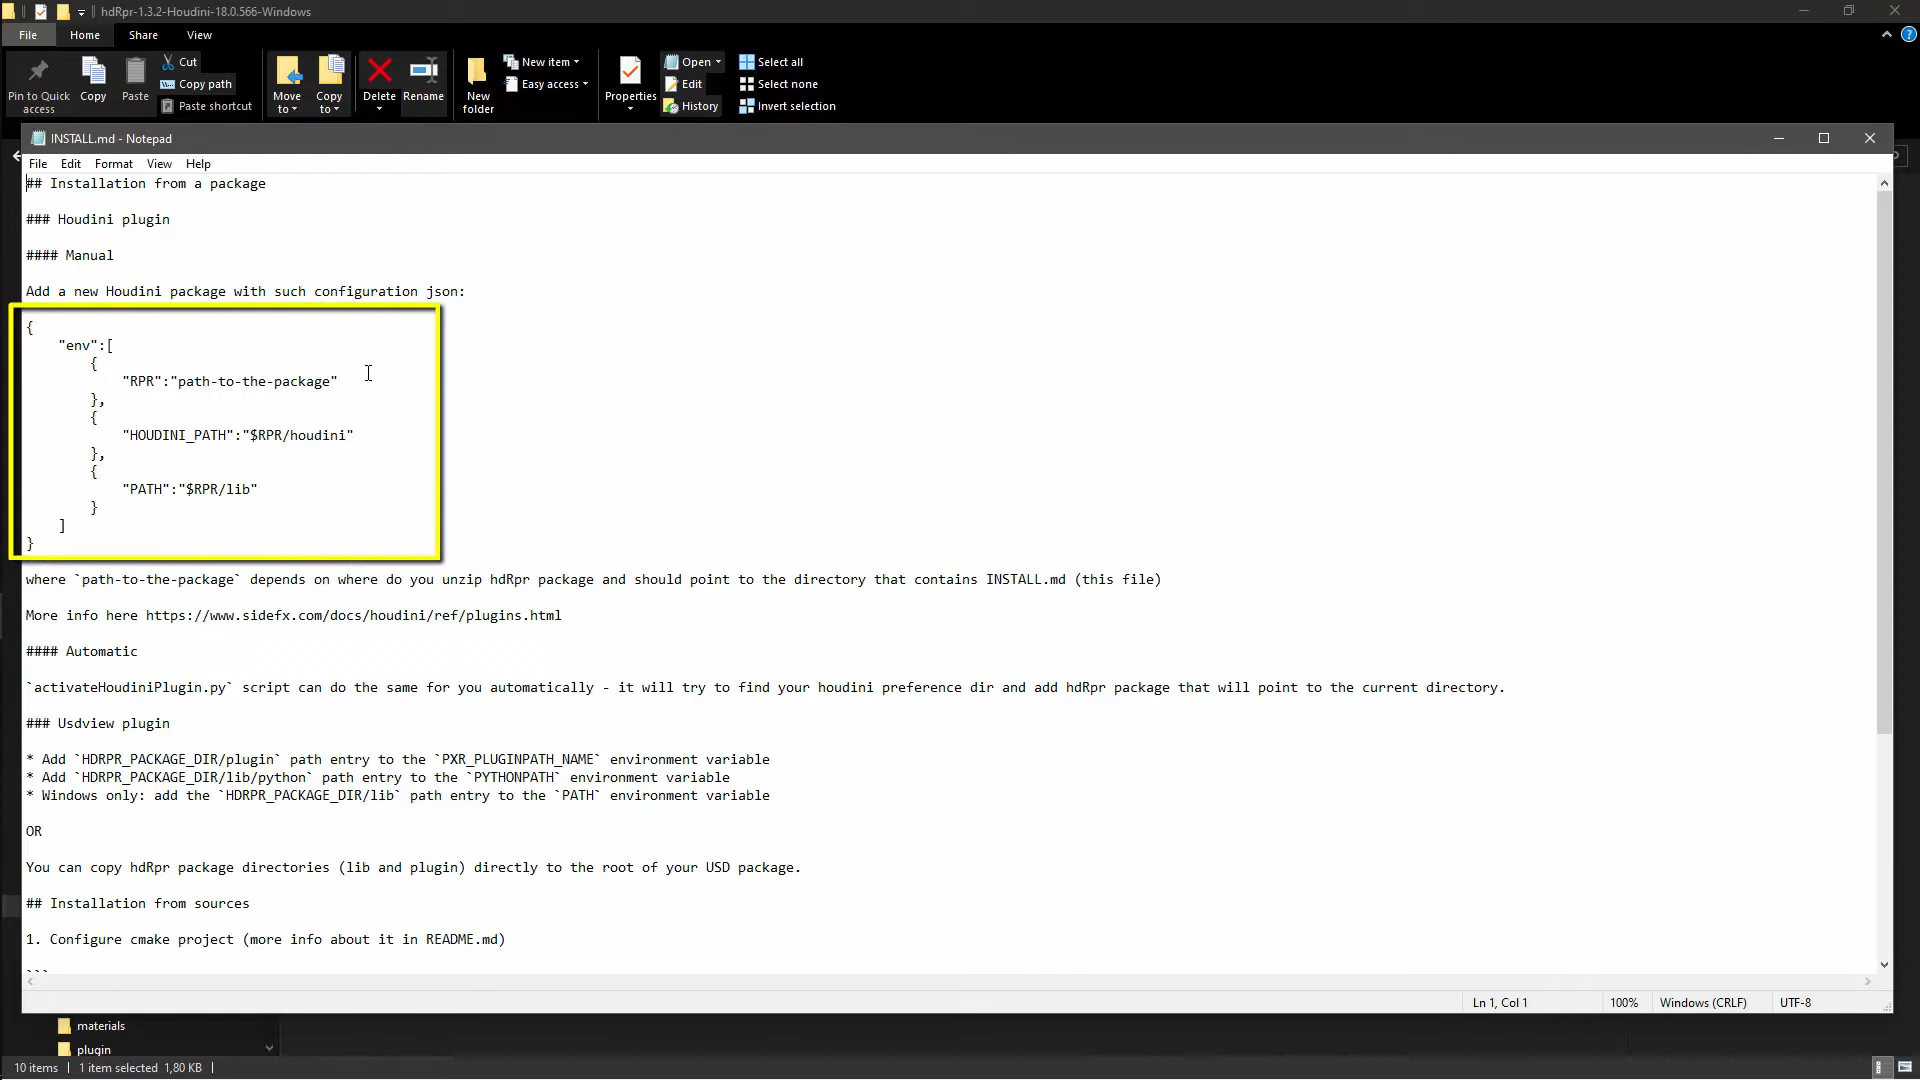 hdRpr-1.3.2-Houdini-18.0.566-Windows
File Home Share View
Pin to Quick access
Copy
Paste
Cut
Copy path
Paste shortcut
Move to
Copy to
Delete
Rename
New folder
New item
Easy access
Properties
Open
Edit
History
Select all
Select none
Invert selection
INSTALL.md - Notepad
File Edit Format View Help
## Installation from a package
### Houdini plugin
#### Manual
Add a new Houdini package with such configuration json:
{
"env":[
{
"RPR":"path-to-the-package"
},
{
"HOUDINI_PATH":"$RPR/houdini"
},
{
"PATH":"$RPR/lib"
}
]
}
where `path-to-the-package` depends on where do you unzip hdRpr package and should point to the directory that contains INSTALL.md (this file)
More info here https://www.sidefx.com/docs/houdini/ref/plugins.html
#### Automatic
`activateHoudiniPlugin.py` script can do the same for you automatically - it will try to find your houdini preference dir and add hdRpr package that will point to the current directory.
### Usdview plugin
* Add `HDRPR_PACKAGE_DIR/plugin` path entry to the `PXR_PLUGINPATH_NAME` environment variable
* Add `HDRPR_PACKAGE_DIR/lib/python` path entry to the `PYTHONPATH` environment variable
* Windows only: add the `HDRPR_PACKAGE_DIR/lib` path entry to the `PATH` environment variable
OR
You can copy hdRpr package directories (lib and plugin) directly to the root of your USD package.
## Installation from sources
1. Configure cmake project (more info about it in README.md)
```
Ln 1, Col 1 100% Windows (CRLF) UTF-8
materials
plugin
10 items 1 item selected 1,80 KB